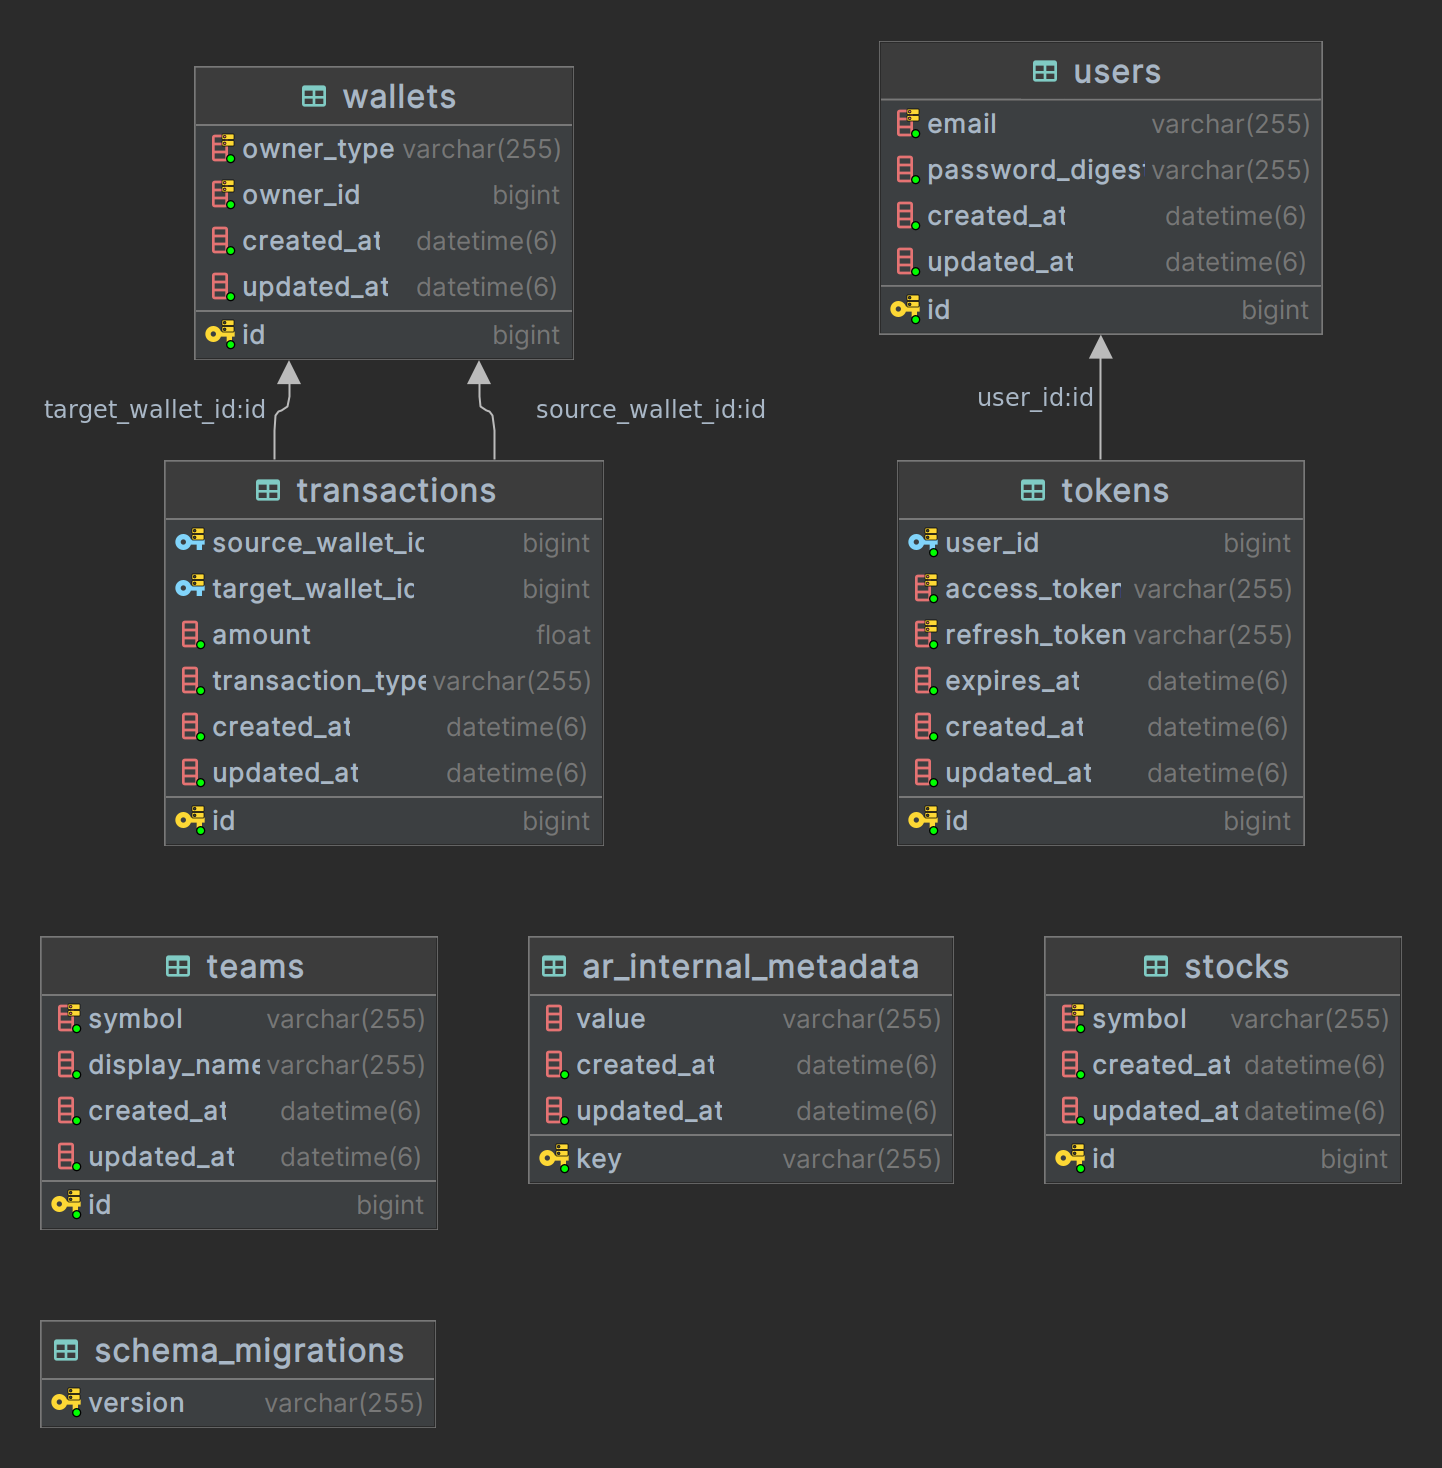 wallets
owner_type varchar(255)
owner_id bigint
created_at datetime(6)
updated_at datetime(6)
id bigint
users
email varchar(255)
password_diges varchar(255)
created_at datetime(6)
updated_at datetime(6)
id bigint
target_wallet_id:id
source_wallet_id:id
user_id:id
transactions
source_wallet_id bigint
target_wallet_id bigint
amount float
transaction_type varchar(255)
created_at datetime(6)
updated_at datetime(6)
id bigint
tokens
user_id bigint
access_token varchar(255)
refresh_token varchar(255)
expires_at datetime(6)
created_at datetime(6)
updated_at datetime(6)
id bigint
teams
symbol varchar(255)
display_name varchar(255)
created_at datetime(6)
updated_at datetime(6)
id bigint
ar_internal_metadata
value varchar(255)
created_at datetime(6)
updated_at datetime(6)
key varchar(255)
stocks
symbol varchar(255)
created_at datetime(6)
updated_at datetime(6)
id bigint
schema_migrations
version varchar(255)